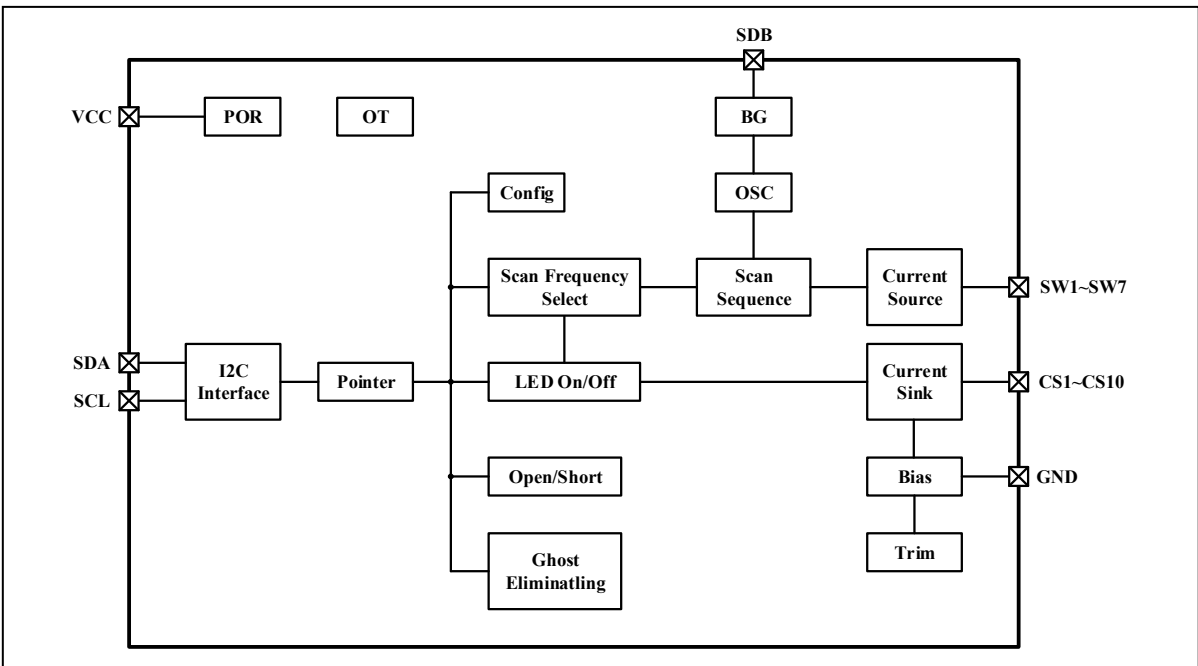 SDB
VCC
POR
OT
BG
Config
OSC
Scan Frequency
Select
Scan
Sequence
Current
Source
SW1~SW7
SDA
SCL
I2C
Interface
Pointer
LED On/Off
Current
Sink
CS1~CS10
Open/Short
Bias
GND
Ghost
Eliminatling
Trim